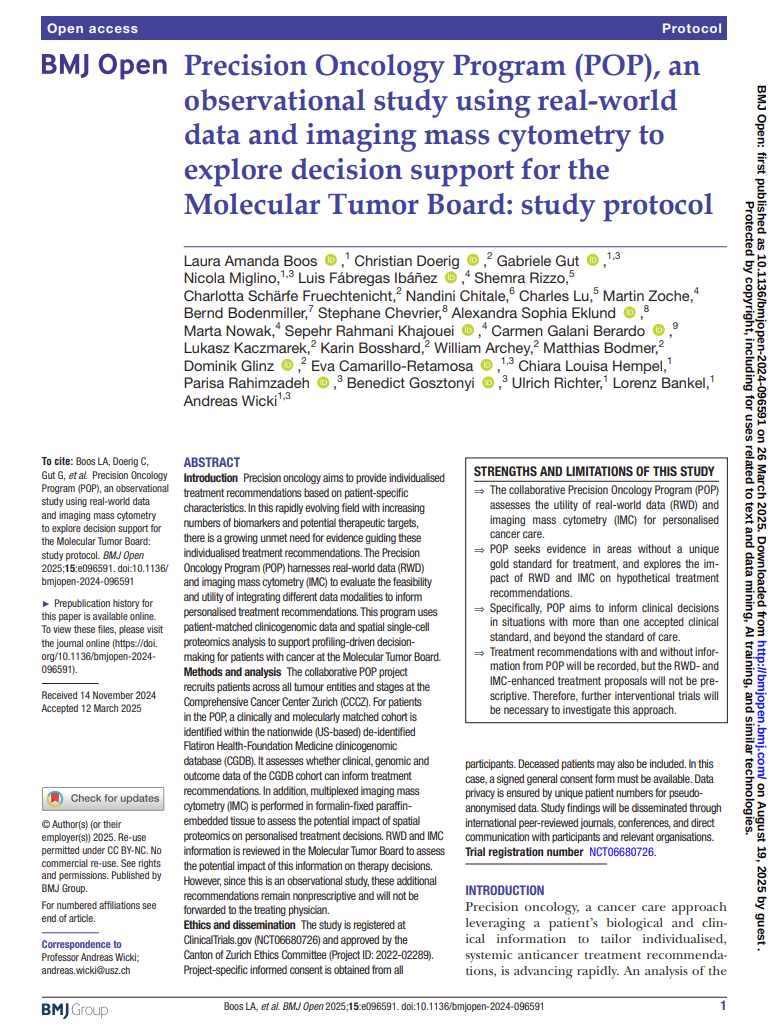 Open access
Protocol
BMJ Open
Precision Oncology Program (POP), an
observational study using real-world
data and imaging mass cytometry to
explore decision support for the
Molecular Tumor Board: study protocol
Laura Amanda Boos iD ,1 Christian Doerig iD ,2 Gabriele Gut iD ,1,3
Nicola Miglino,1,3 Luis Fábregas Ibáñez iD ,4 Shemra Rizzo,5
Charlotta Schärfe Fruechtenicht,2 Nandini Chitale,6 Charles Lu,5 Martin Zoche,4
Bernd Bodenmiller,7 Stephane Chevrier,8 Alexandra Sophia Eklund iD ,8
Marta Nowak,4 Sepehr Rahmani Khajouei iD ,4 Carmen Galani Berardo iD ,9
Lukasz Kaczmarek,2 Karin Bosshard,2 William Archey,2 Matthias Bodmer,2
Dominik Glinz iD ,2 Eva Camarillo-Retamosa iD ,1,3 Chiara Louisa Hempel,1
Parisa Rahimzadeh iD ,3 Benedict Gosztonyi iD ,3 Ulrich Richter,1 Lorenz Bankel,1
Andreas Wicki1,3
To cite: Boos LA, Doerig C,
Gut G, et al. Precision Oncology
Program (POP), an observational
study using real-world data
and imaging mass cytometry
to explore decision support for
the Molecular Tumor Board:
study protocol. BMJ Open
2025;15:e096591. doi:10.1136/
bmjopen-2024-096591
► Prepublication history for
this paper is available online.
To view these files, please visit
the journal online (https://doi.
org/10.1136/bmjopen-2024-
096591).
Received 14 November 2024
Accepted 12 March 2025
Check for updates
© Author(s) (or their
employer(s)) 2025. Re-use
permitted under CC BY-NC. No
commercial re-use. See rights
and permissions. Published by
BMJ Group.
For numbered affiliations see
end of article.
Correspondence to
Professor Andreas Wicki;
andreas.wicki@usz.ch
ABSTRACT
Introduction Precision oncology aims to provide individualised
treatment recommendations based on patient-specific
characteristics. In this rapidly evolving field with increasing
numbers of biomarkers and potential therapeutic targets,
there is a growing unmet need for evidence guiding these
individualised treatment recommendations. The Precision
Oncology Program (POP) harnesses real-world data (RWD)
and imaging mass cytometry (IMC) to evaluate the feasibility
and utility of integrating different data modalities to inform
personalised treatment recommendations. This program uses
patient-matched clinicogenomic data and spatial single-cell
proteomics analysis to support profiling-driven decision-
making for patients with cancer at the Molecular Tumor Board.
Methods and analysis The collaborative POP project
recruits patients across all tumour entities and stages at the
Comprehensive Cancer Center Zurich (CCCZ). For patients
in the POP, a clinically and molecularly matched cohort is
identified within the nationwide (US-based) de-identified
Flatiron Health-Foundation Medicine clinicogenomic
database (CGDB). It assesses whether clinical, genomic and
outcome data of the CGDB cohort can inform treatment
recommendations. In addition, multiplexed imaging mass
cytometry (IMC) is performed in formalin-fixed paraffin-
embedded tissue to assess the potential impact of spatial
proteomics on personalised treatment decisions. RWD and IMC
information is reviewed in the Molecular Tumor Board to assess
the potential impact of this information on therapy decisions.
However, since this is an observational study, these additional
recommendations remain nonprescriptive and will not be
forwarded to the treating physician.
Ethics and dissemination The study is registered at
ClinicalTrials.gov (NCT06680726) and approved by the
Canton of Zurich Ethics Committee (Project ID: 2022-02289).
Project-specific informed consent is obtained from all
STRENGTHS AND LIMITATIONS OF THIS STUDY
⇒ The collaborative Precision Oncology Program (POP)
assesses the utility of real-world data (RWD) and
imaging mass cytometry (IMC) for personalised
cancer care.
⇒ POP seeks evidence in areas without a unique
gold standard for treatment, and explores the im-
pact of RWD and IMC on hypothetical treatment
recommendations.
⇒ Specifically, POP aims to inform clinical decisions
in situations with more than one accepted clinical
standard, and beyond the standard of care.
⇒ Treatment recommendations with and without infor-
mation from POP will be recorded, but the RWD- and
IMC-enhanced treatment proposals will not be pre-
scriptive. Therefore, further interventional trials will
be necessary to investigate this approach.
participants. Deceased patients may also be included. In this
case, a signed general consent form must be available. Data
privacy is ensured by unique patient numbers for pseudo-
anonymised data. Study findings will be disseminated through
international peer-reviewed journals, conferences, and direct
communication with participants and relevant organisations.
Trial registration number NCT06680726.
INTRODUCTION
Precision oncology, a cancer care approach
leveraging a patient's biological and clin-
ical information to tailor individualised,
systemic anticancer treatment recommenda-
tions, is advancing rapidly. An analysis of the
BMJ Group
Boos LA, et al. BMJ Open 2025;15:e096591. doi:10.1136/bmjopen-2024-096591
1
BMJ Open: first published as 10.1136/bmjopen-2024-096591 on 26 March 2025. Downloaded from http://bmjopen.bmj.com/ on August 19, 2025 by guest .
Protected by copyright, including for uses related to text and data mining, AI training, and similar technologies.